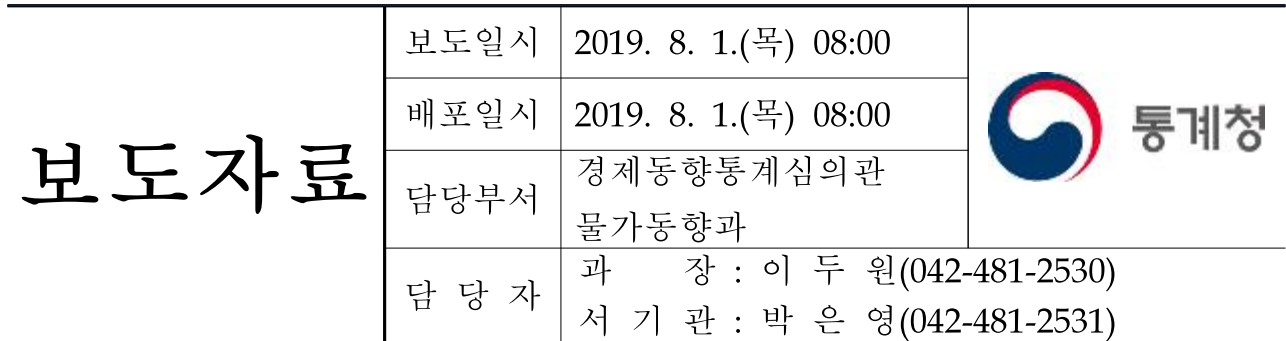 보도자료
보도일시 2019. 8. 1.(목) 08:00
배포일시 2019. 8. 1.(목) 08:00
담당부서 경제동향통계심의관
물가동향과
담 당 자 과 장 : 이 두 원(042-481-2530)
서 기 관 : 박 은 영(042-481-2531)
통계청